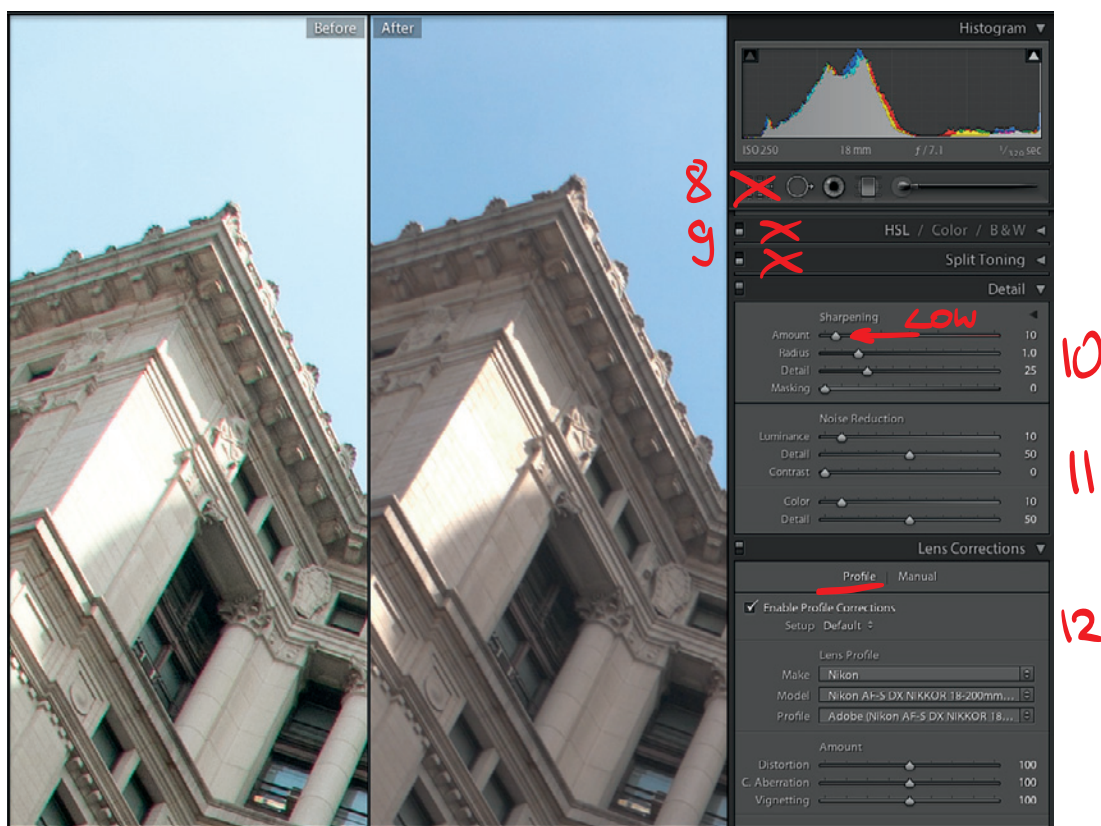 Before After Histogram
ISO 250 18 mm ƒ / 7.1 1/320 sec
8
9 HSL / Color / B & W
Split Toning
Detail
Sharpening LOW
Amount 10
Radius 1.0 10
Detail 25
Masking 0
Noise Reduction
Luminance 10
Detail 50 11
Contrast 0
Color 10
Detail 50
Lens Corrections
Profile Manual
Enable Profile Corrections
Setup Default 12
Lens Profile
Make Nikon
Model Nikon AF-S DX NIKKOR 18-200mm...
Profile Adobe (Nikon AF-S DX NIKKOR 18...
Amount
Distortion 100
C. Aberration 100
Vignetting 100